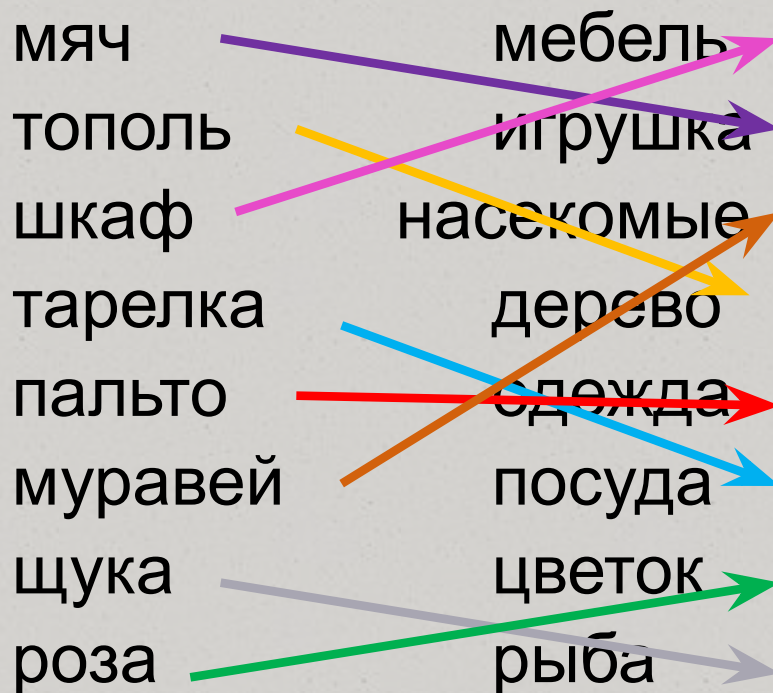 мяч мебель
тополь игрушка
шкаф насекомые
тарелка дерево
пальто одежда
муравей посуда
щука цветок
роза рыба